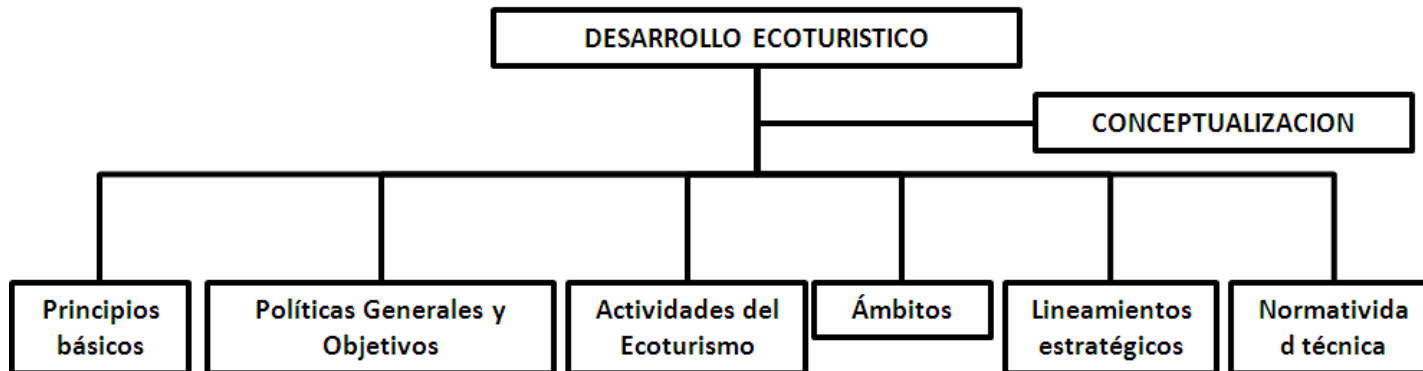 DESARROLLO ECOTURISTICO
CONCEPTUALIZACION
Principios
básicos
Políticas Generales y
Objetivos
Actividades del
Ecoturismo
Ámbitos
Lineamientos
estratégicos
Normativida
d técnica